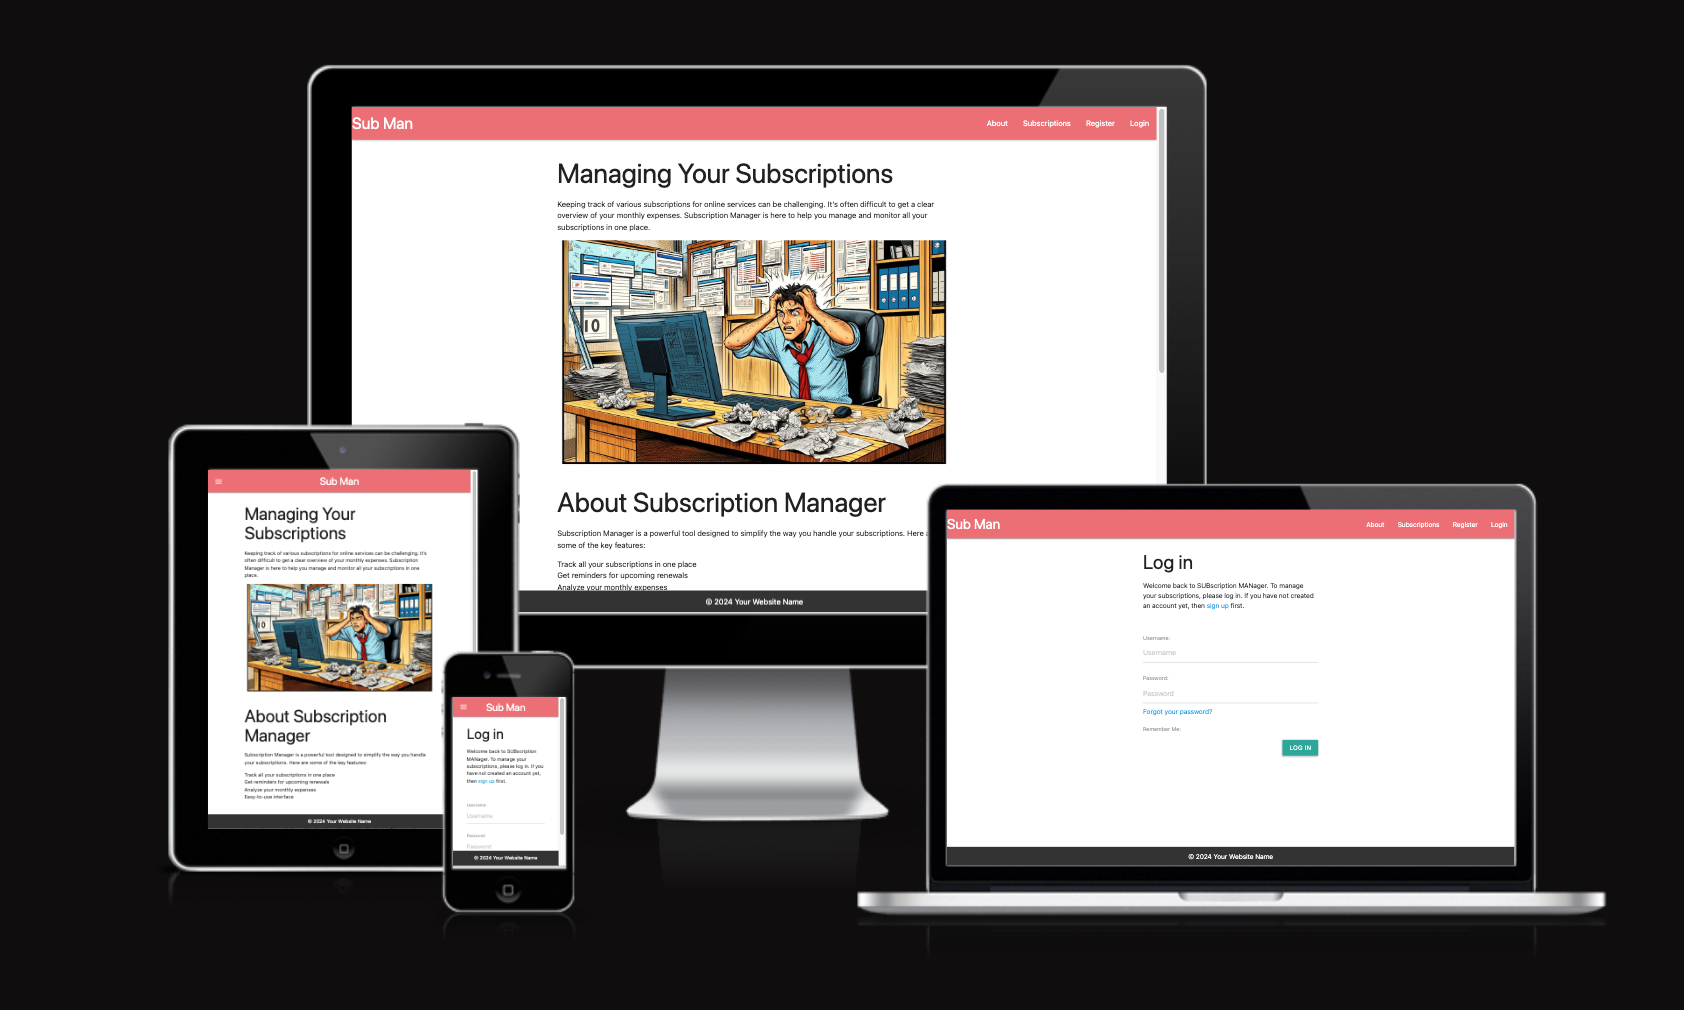 Sub Man
About Subscriptions Register Login
Managing Your Subscriptions
Keeping track of various subscriptions for online services can be challenging. It's often difficult to get a clear
overview of your monthly expenses. Subscription Manager is here to help you manage and monitor all your
subscriptions in one place.
10
About Subscription Manager
Subscription Manager is a powerful tool designed to simplify the way you handle your subscriptions. Here
some of the key features:
Track all your subscriptions in one place
Get reminders for upcoming renewals
Analyze your monthly expenses
© 2024 Your Website Name
Sub Man
Managing Your
Subscriptions
Keeping track of various subscriptions for online services can be challenging. It's
often difficult to get a clear overview of your monthly expenses. Subscription
Manager is here to help you manage and monitor all your subscriptions in one
place.
About Subscription
Manager
Subscription Manager is a powerful tool designed to simplify the way you handle
your subscriptions. Here are some of the key features:
Track all your subscriptions in one place
Get reminders for upcoming renewals
Analyze your monthly expenses
Easy-to-use interface
© 2024 Your Website Name
Sub Man
Log in
Welcome back to SUBscription
MANager. To manage your
subscriptions, please log in. If you
have not created an account yet,
then sign up first.
Username:
Username
Password:
Password
© 2024 Your Website Name
Sub Man
About Subscriptions Register Login
Log in
Welcome back to SUBscription MANager. To manage
your subscriptions, please log in. If you have not created
an account yet, then sign up first.
Username:
Username
Password:
Password
Forgot your password?
Remember Me:
LOG IN
© 2024 Your Website Name